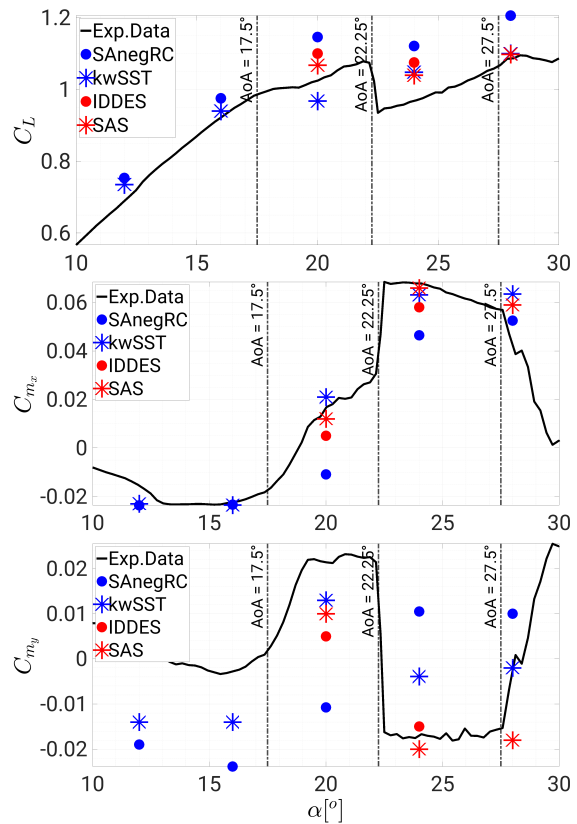 1.2
1
0.8
0.6
C_L
Exp.Data
SAnegRC
kwSST
IDDES
SAS
AoA = 17.5°
AoA = 22.25°
AoA = 27.5°
10 15 20 25 30
0.06
0.04
0.02
0
-0.02
C_{m_x}
Exp.Data
SAnegRC
kwSST
IDDES
SAS
AoA = 17.5°
AoA = 22.25°
AoA = 27.5°
10 15 20 25 30
0.02
0.01
0
-0.01
-0.02
C_{m_y}
Exp.Data
SAnegRC
kwSST
IDDES
SAS
AoA = 17.5°
AoA = 22.25°
AoA = 27.5°
10 15 20 25 30
α[°]